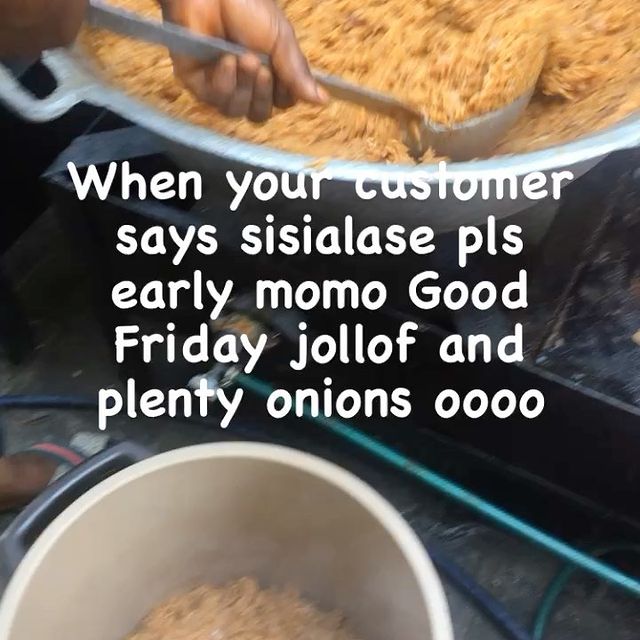 When your customer
says sisialase pls
early momo Good
Friday jollof and
plenty onions oooo